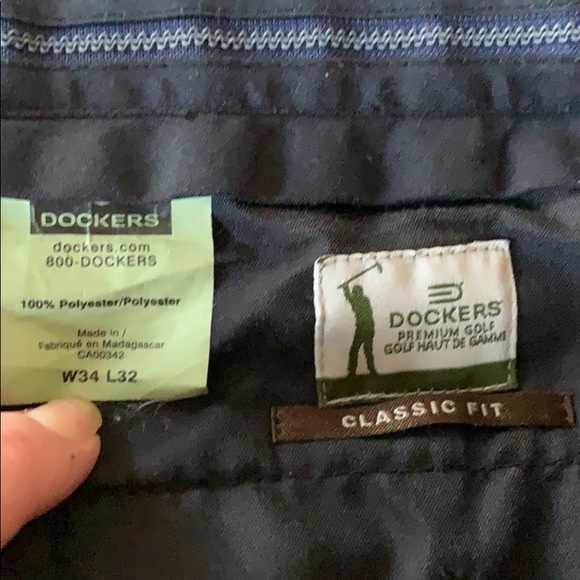 DOCKERS
dockers.com
800-DOCKERS
100% Polyester/Polyester
Made in /
Fabriqué en Madagascar
CA00342
W34 L32
DOCKERS
PREMIUM GOLF
GOLF HAUT DE GAMME
CLASSIC FIT